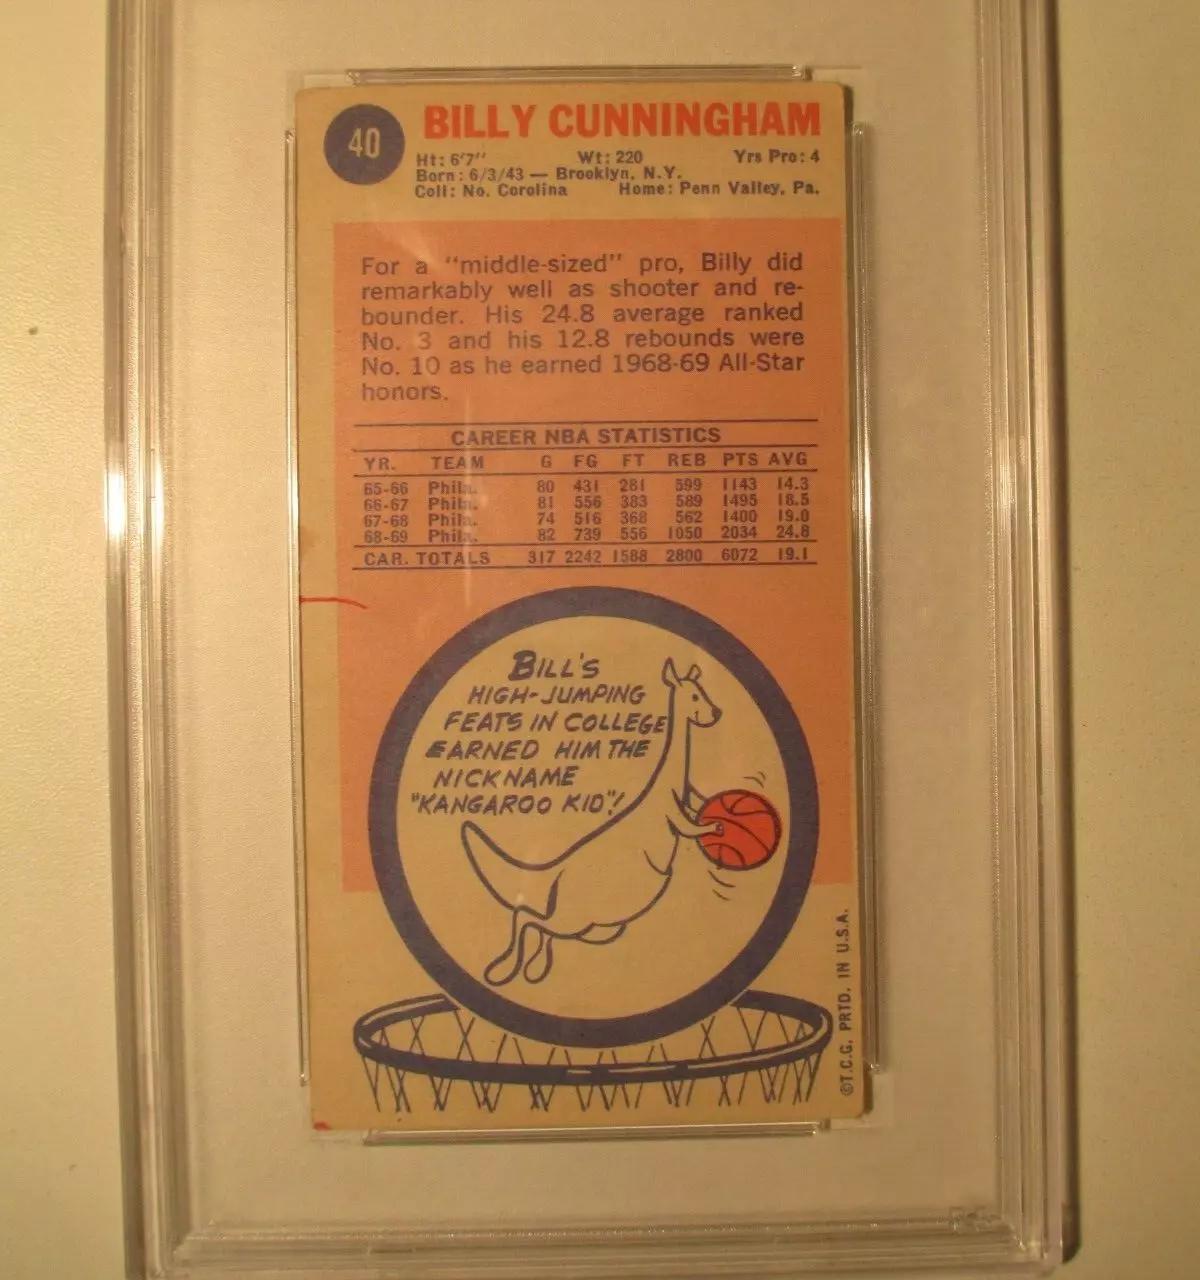 40
BILLY CUNNINGHAM
Ht: 6'7" Wt: 220 Yrs Pro: 4
Born: 6/3/43 — Brooklyn, N.Y.
Coll: No. Corolina Home: Penn Valley, Pa.
For a "middle-sized" pro, Billy did
remarkably well as shooter and re-
bounder. His 24.8 average ranked
No. 3 and his 12.8 rebounds were
No. 10 as he earned 1968-69 All-Star
honors.
CAREER NBA STATISTICS
YR. TEAM G FG FT REB PTS AVG
65-66 Phila. 80 431 281 599 1143 14.3
66-67 Phila. 81 556 383 589 1495 18.5
67-68 Phila. 74 516 368 562 1400 19.0
68-69 Phila. 82 739 556 1050 2034 24.8
CAR. TOTALS 317 2242 1588 2800 6072 19.1
BILL'S
HIGH-JUMPING
FEATS IN COLLEGE
EARNED HIM THE
NICKNAME
"KANGAROO KID"!
©T.C.G. PRTD. IN U.S.A.